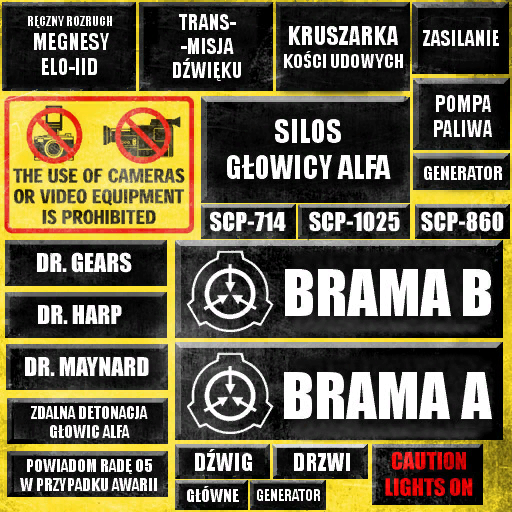 RĘCZNY ROZRUCH
MEGNESY
ELO-IID
TRANS-
-MISJA
DŹWIĘKU
KRUSZARKA
KOŚCI UDOWYCH
ZASILANIE
POMPA
PALIWA
SILOS
GŁOWICY ALFA
GENERATOR
THE USE OF CAMERAS
OR VIDEO EQUIPMENT
IS PROHIBITED
SCP-714
SCP-1025
SCP-860
DR. GEARS
BRAMA B
DR. HARP
DR. MAYNARD
BRAMA A
ZDALNA DETONACJA
GŁOWIC ALFA
POWIADOM RADĘ O5
W PRZYPADKU AWARII
DŹWIG
DRZWI
GŁÓWNE
GENERATOR
CAUTION
LIGHTS ON